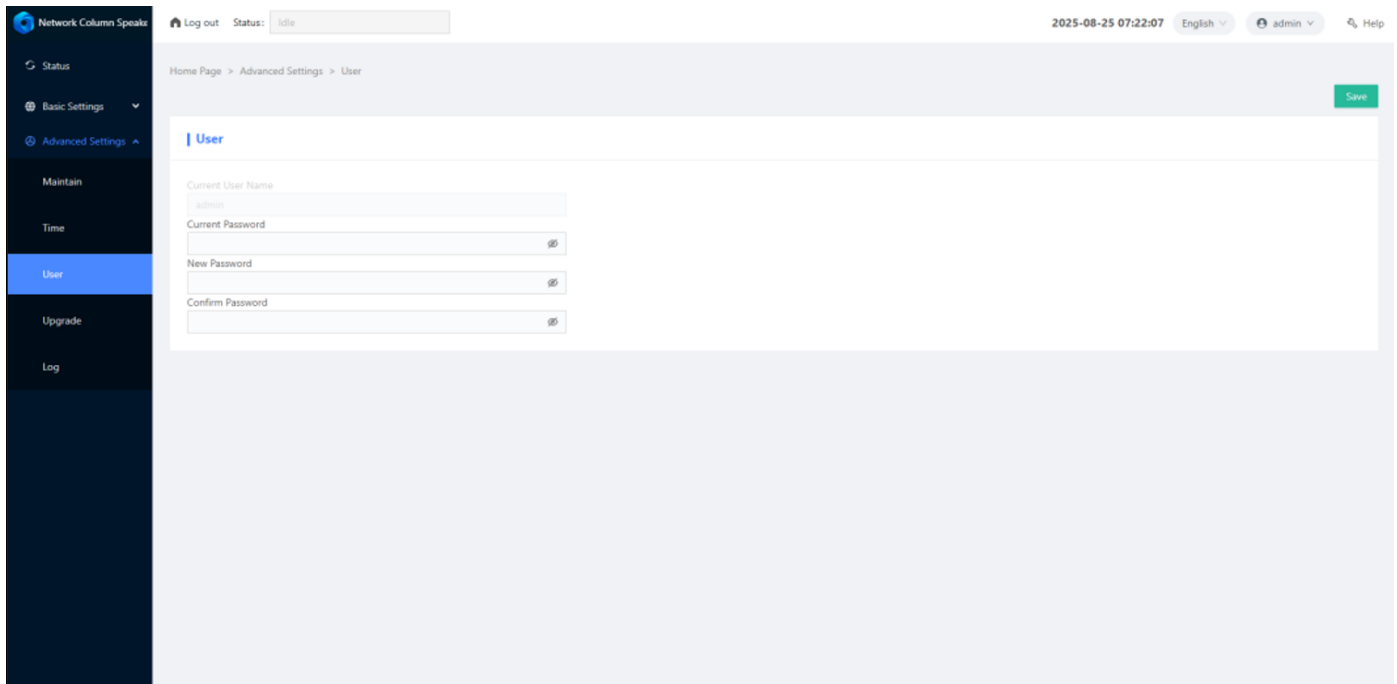 Network Column Speake
Log out Status: Idle
2025-08-25 07:22:07 English admin Help
Status
Basic Settings
Advanced Settings
Maintain
Time
User
Upgrade
Log
Home Page > Advanced Settings > User
Save
User
Current User Name
admin
Current Password
New Password
Confirm Password